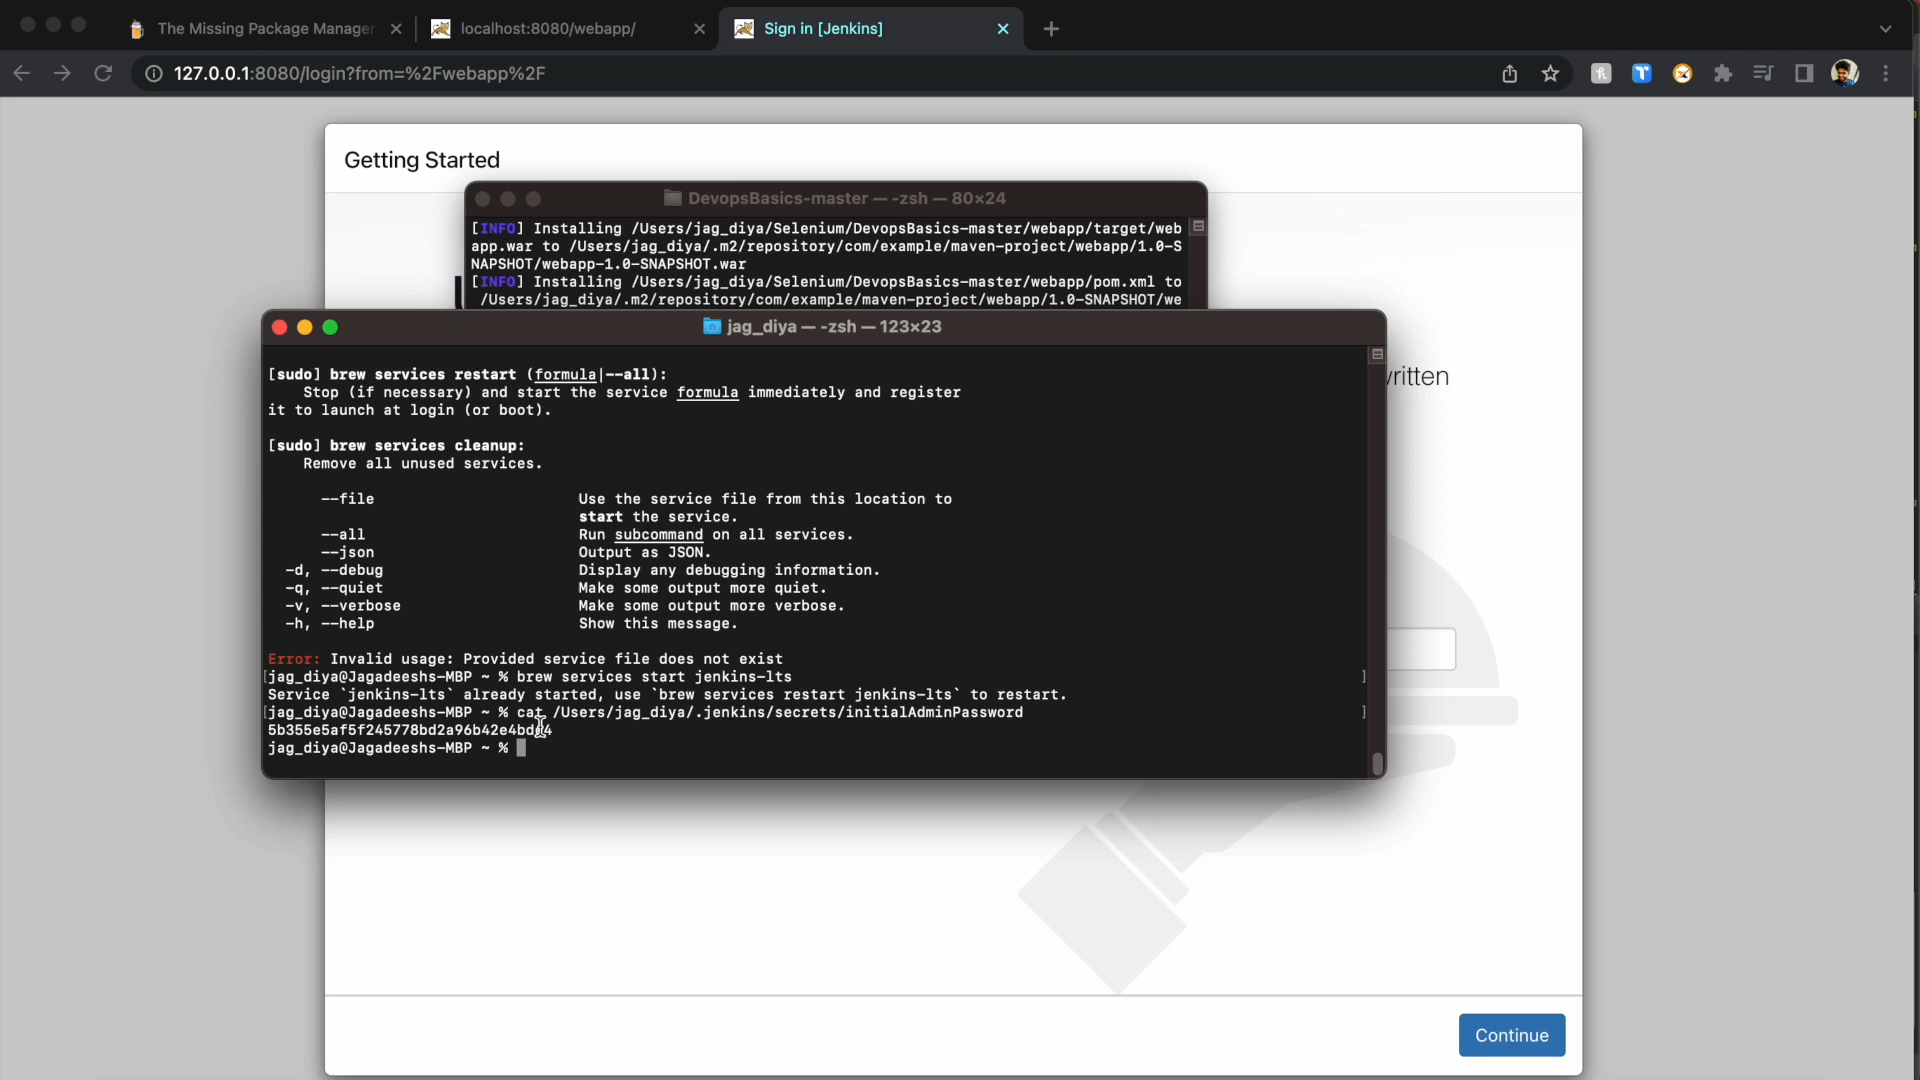 The Missing Package Manager
localhost:8080/webapp/
Sign in [Jenkins]
127.0.0.1:8080/login?from=%2Fwebapp%2F
Getting Started
DevopsBasics-master — -zsh — 80×24
[INFO] Installing /Users/jag_diya/Selenium/DevopsBasics-master/webapp/target/web
app.war to /Users/jag_diya/.m2/repository/com/example/maven-project/webapp/1.0-S
NAPSHOT/webapp-1.0-SNAPSHOT.war
[INFO] Installing /Users/jag_diya/Selenium/DevopsBasics-master/webapp/pom.xml to
/Users/jag_diya/.m2/repository/com/example/maven-project/webapp/1.0-SNAPSHOT/we
jag_diya — -zsh — 123×23
[sudo] brew services restart (formula|--all):
Stop (if necessary) and start the service formula immediately and register
it to launch at login (or boot).
[sudo] brew services cleanup:
Remove all unused services.
--file Use the service file from this location to
start the service.
--all Run subcommand on all services.
--json Output as JSON.
-d, --debug Display any debugging information.
-q, --quiet Make some output more quiet.
-v, --verbose Make some output more verbose.
-h, --help Show this message.
Error: Invalid usage: Provided service file does not exist
[jag_diya@Jagadeeshs-MBP ~ % brew services start jenkins-lts ]
Service `jenkins-lts` already started, use `brew services restart jenkins-lts` to restart.
[jag_diya@Jagadeeshs-MBP ~ % cat /Users/jag_diya/.jenkins/secrets/initialAdminPassword ]
jag_diya@Jagadeeshs-MBP ~ %
Continue